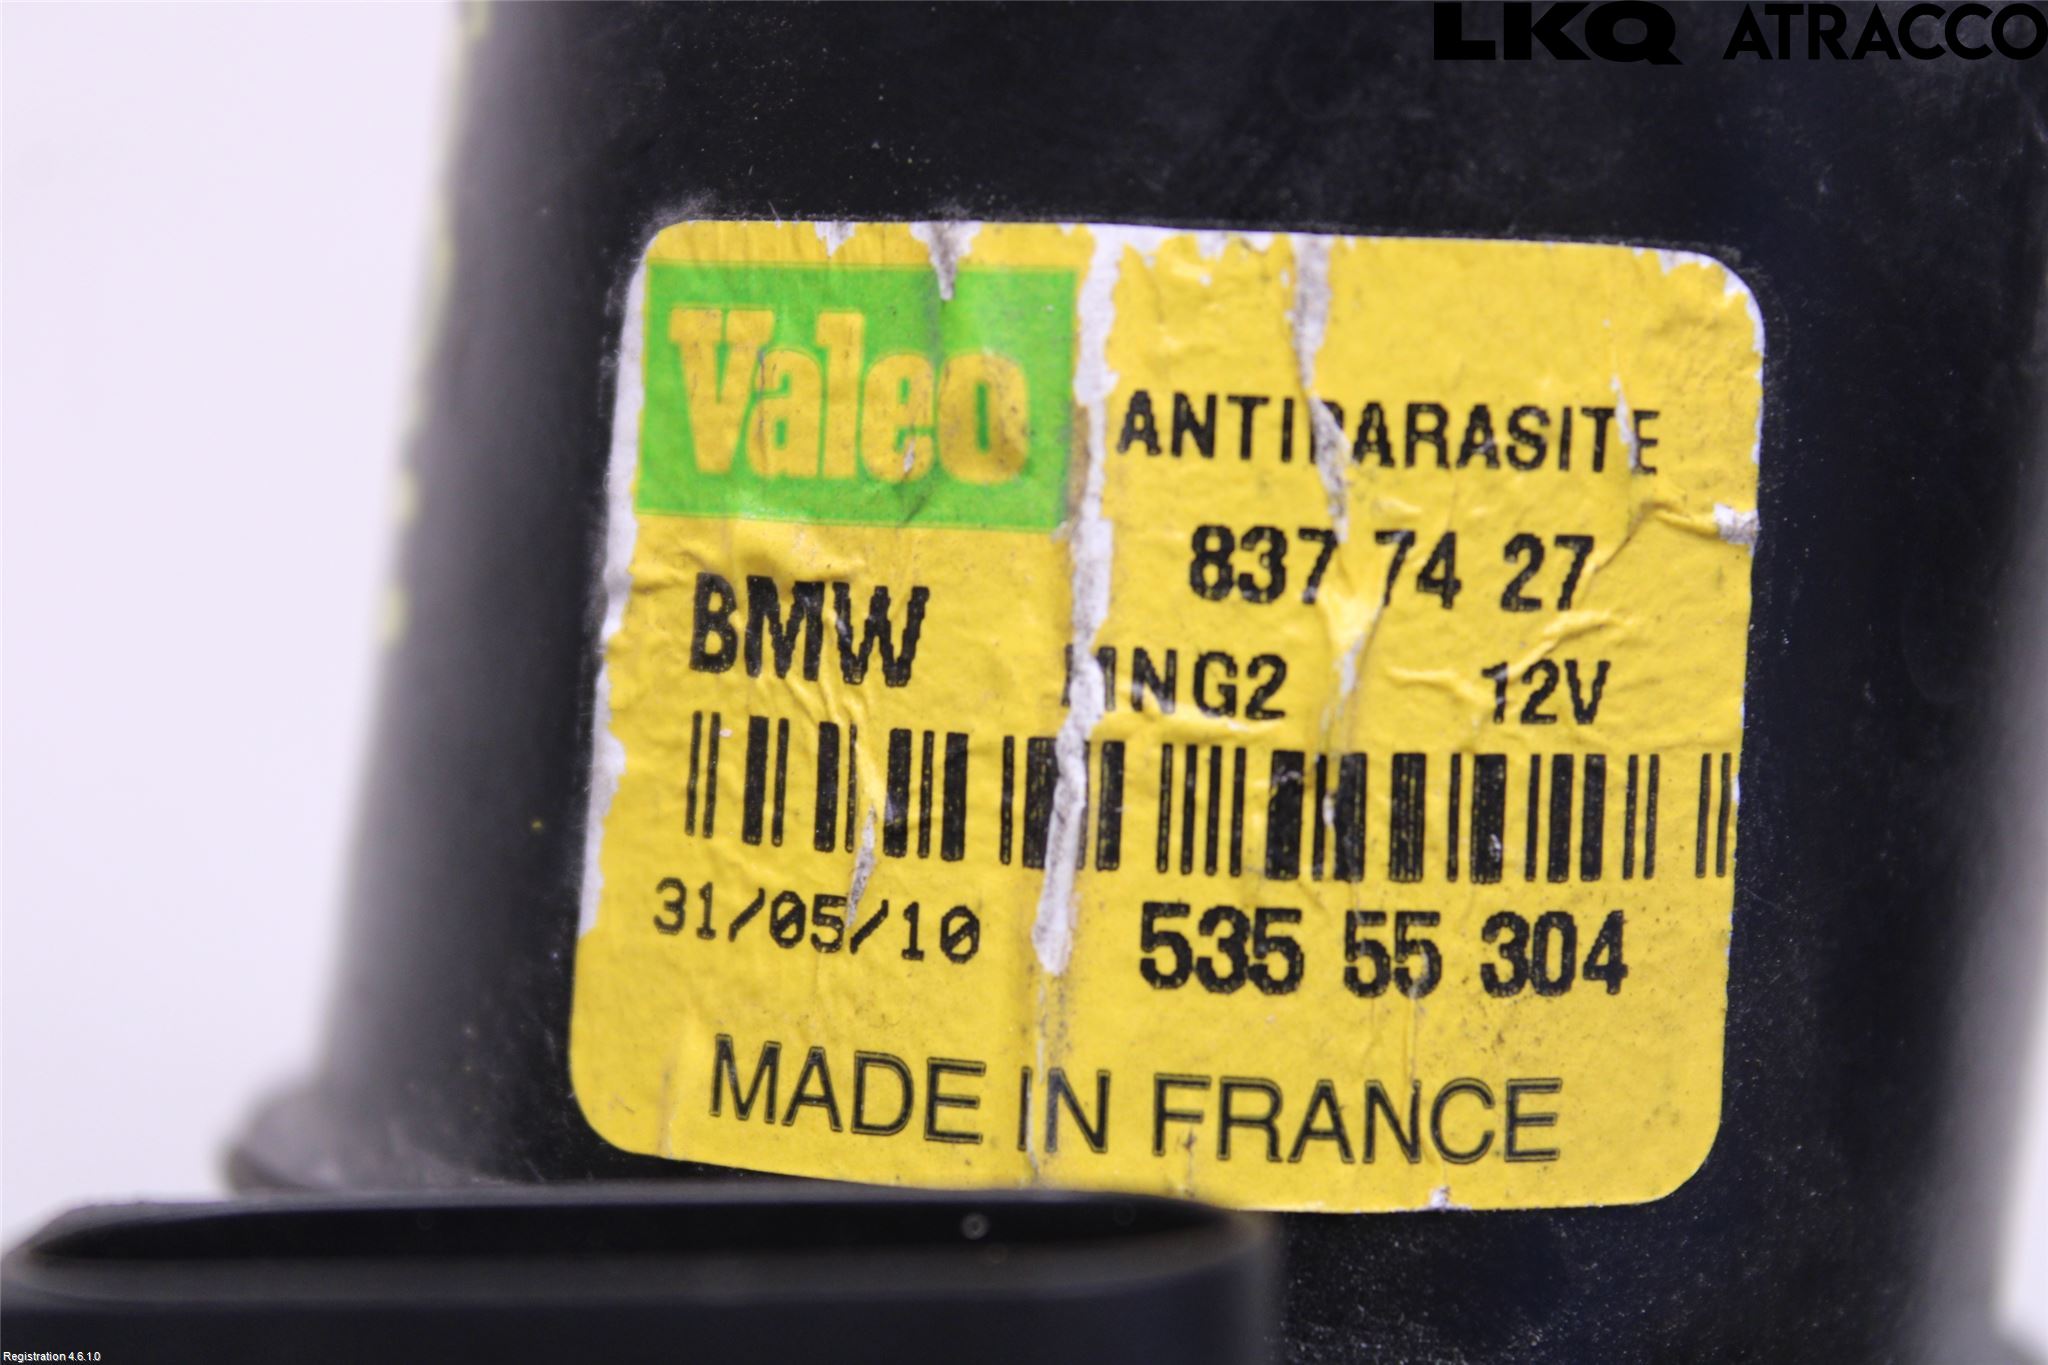 LKQ ATRACCO
Valeo
ANTIPARASITE
837 74 27
BMW
MNG2 12V
31/05/10
535 55 304
MADE IN FRANCE
Registration 4.6.1.0